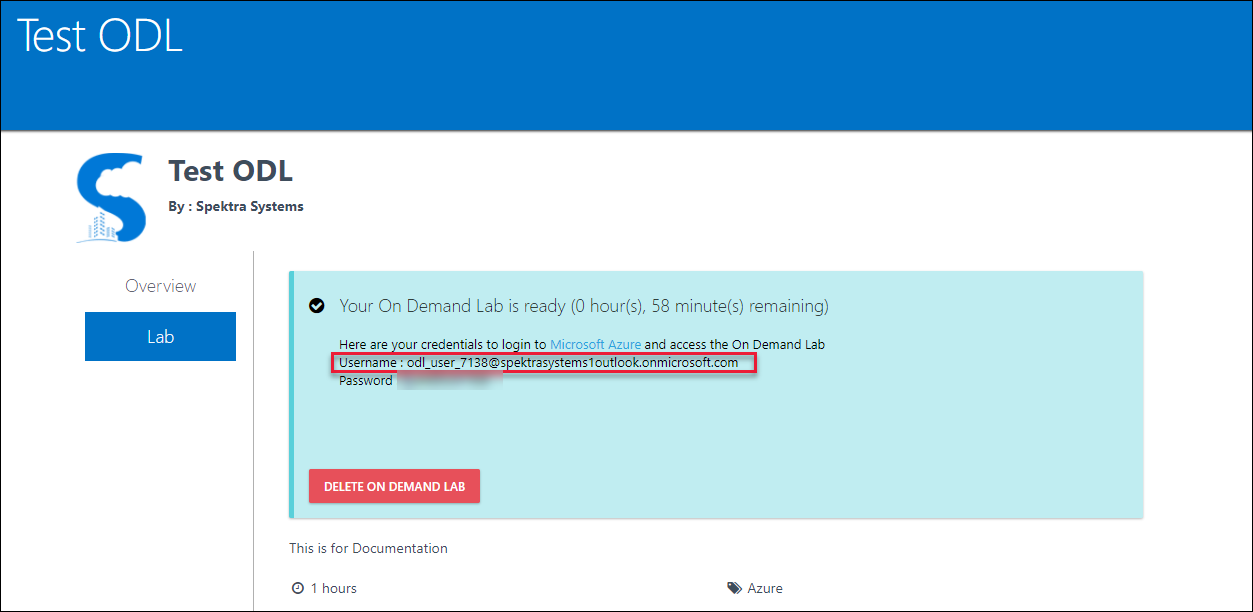 Test ODL
Test ODL
By : Spektra Systems
Overview
Lab
Your On Demand Lab is ready (0 hour(s), 58 minute(s) remaining)
Here are your credentials to login to Microsoft Azure and access the On Demand Lab
Username : odl_user_7138@spektrasystems1outlook.onmicrosoft.com
Password
DELETE ON DEMAND LAB
This is for Documentation
1 hours
Azure